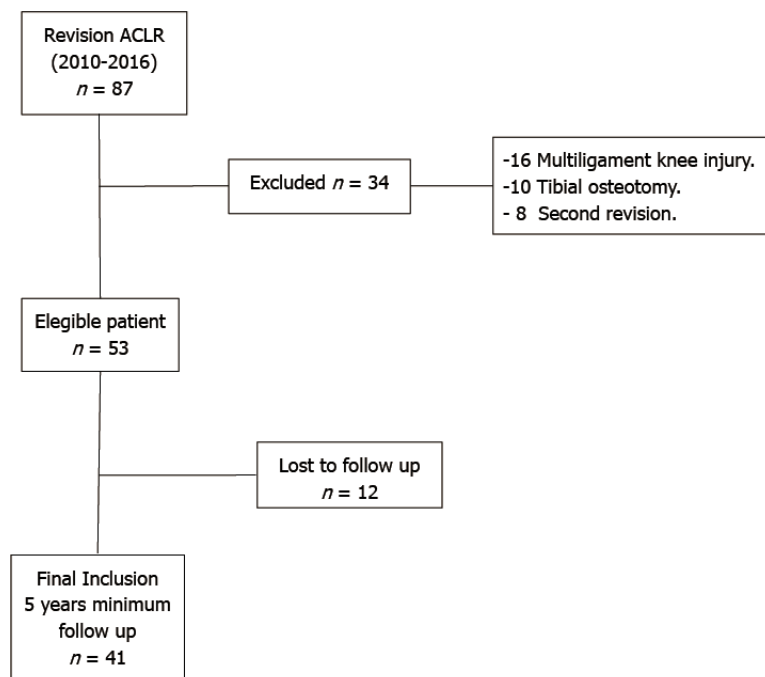 Revision ACLR
(2010-2016)
n = 87
Excluded n = 34
-16 Multiligament knee injury.
-10 Tibial osteotomy.
- 8 Second revision.
Elegible patient
n = 53
Lost to follow up
n = 12
Final Inclusion
5 years minimum
follow up
n = 41